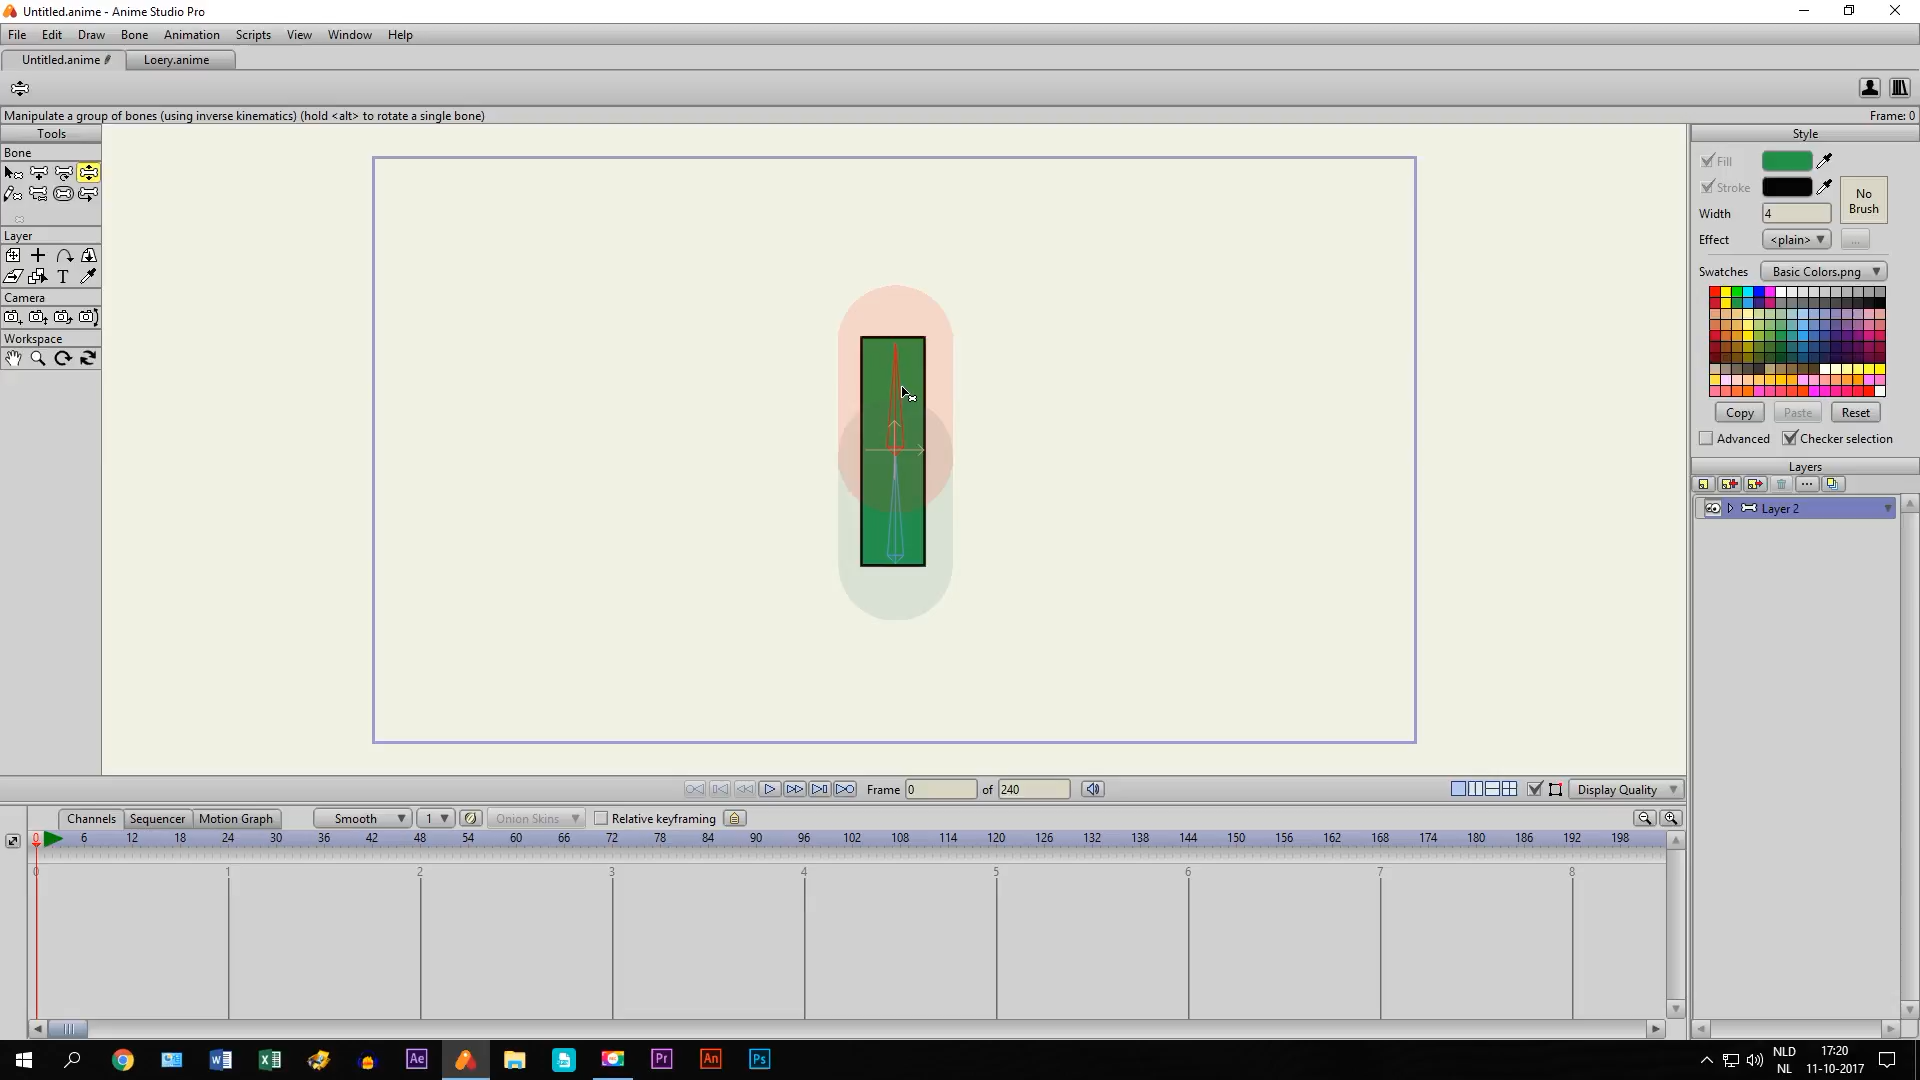 Untitled.anime - Anime Studio Pro
File Edit Draw Bone Animation Scripts View Window Help
Untitled.anime Loery.anime
Manipulate a group of bones (using inverse kinematics) (hold <alt> to rotate a single bone) Frame: 0
Tools
Bone
Layer
T
Camera
Workspace
Style
Fill
Stroke
No
Brush
Width 4
Effect <plain> ...
Swatches Basic Colors.png
Copy Paste Reset
Advanced Checker selection
Layers
Layer 2
Frame 0 of 240 Display Quality
Channels Sequencer Motion Graph Smooth 1 Onion Skins Relative keyframing
0 6 12 18 24 30 36 42 48 54 60 66 72 78 84 90 96 102 108 114 120 126 132 138 144 150 156 162 168 174 180 186 192 198
0 1 2 3 4 5 6 7 8
Ae Pr An Ps
NLD 17:20
NL 11-10-2017